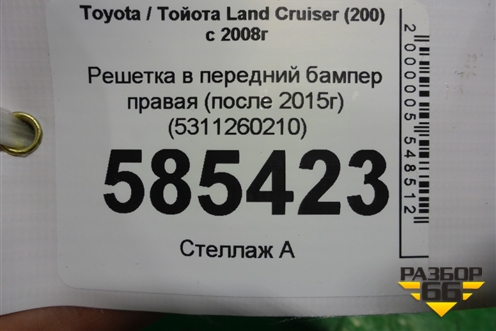 Toyota / Тойота Land Cruiser (200)
с 2008г
Решетка в передний бампер
правая (после 2015г)
(5311260210)
585423
Стеллаж А
2000005548512
РАЗБОР
66